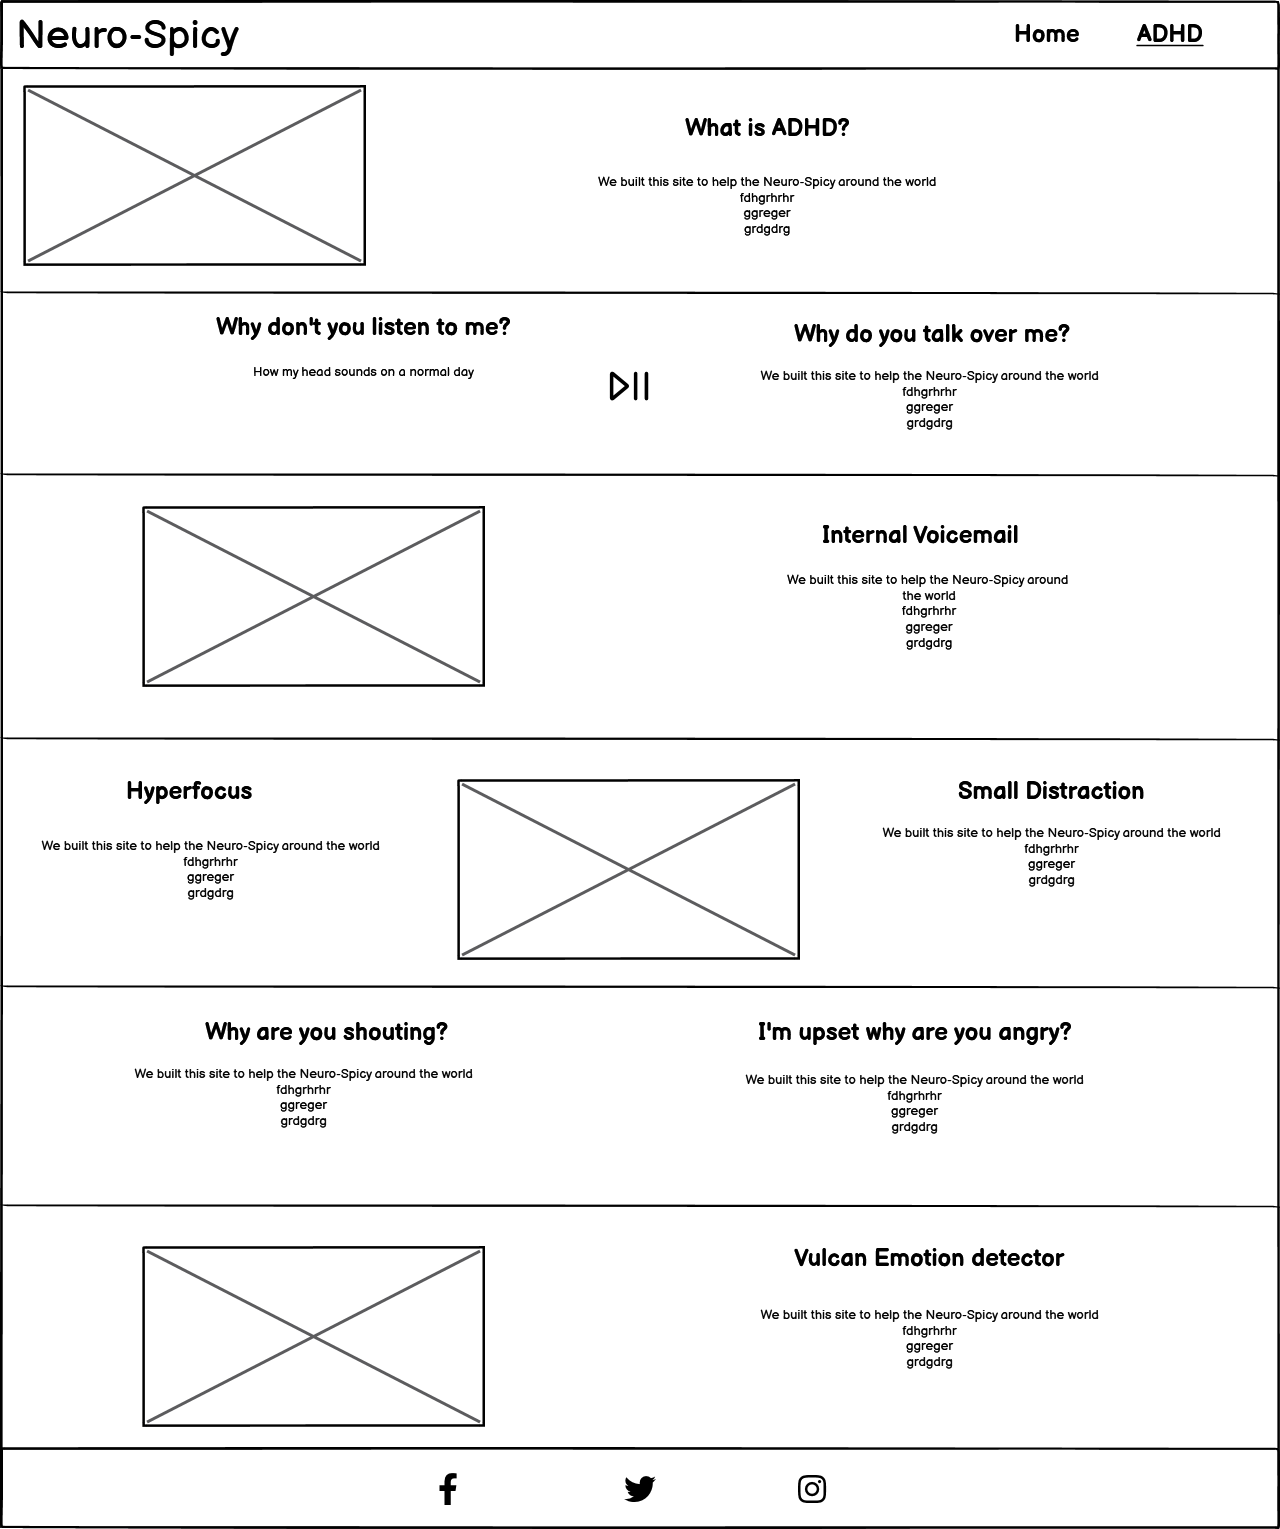 Neuro-Spicy
Home
ADHD
What is ADHD?
We built this site to help the Neuro-Spicy around the world
fdhgrhrhr
ggreger
grdgdrg
Why don't you listen to me?
How my head sounds on a normal day
Why do you talk over me?
We built this site to help the Neuro-Spicy around the world
fdhgrhrhr
ggreger
grdgdrg
Internal Voicemail
We built this site to help the Neuro-Spicy around
the world
fdhgrhrhr
ggreger
grdgdrg
Hyperfocus
We built this site to help the Neuro-Spicy around the world
fdhgrhrhr
ggreger
grdgdrg
Small Distraction
We built this site to help the Neuro-Spicy around the world
fdhgrhrhr
ggreger
grdgdrg
Why are you shouting?
We built this site to help the Neuro-Spicy around the world
fdhgrhrhr
ggreger
grdgdrg
I'm upset why are you angry?
We built this site to help the Neuro-Spicy around the world
fdhgrhrhr
ggreger
grdgdrg
Vulcan Emotion detector
We built this site to help the Neuro-Spicy around the world
fdhgrhrhr
ggreger
grdgdrg